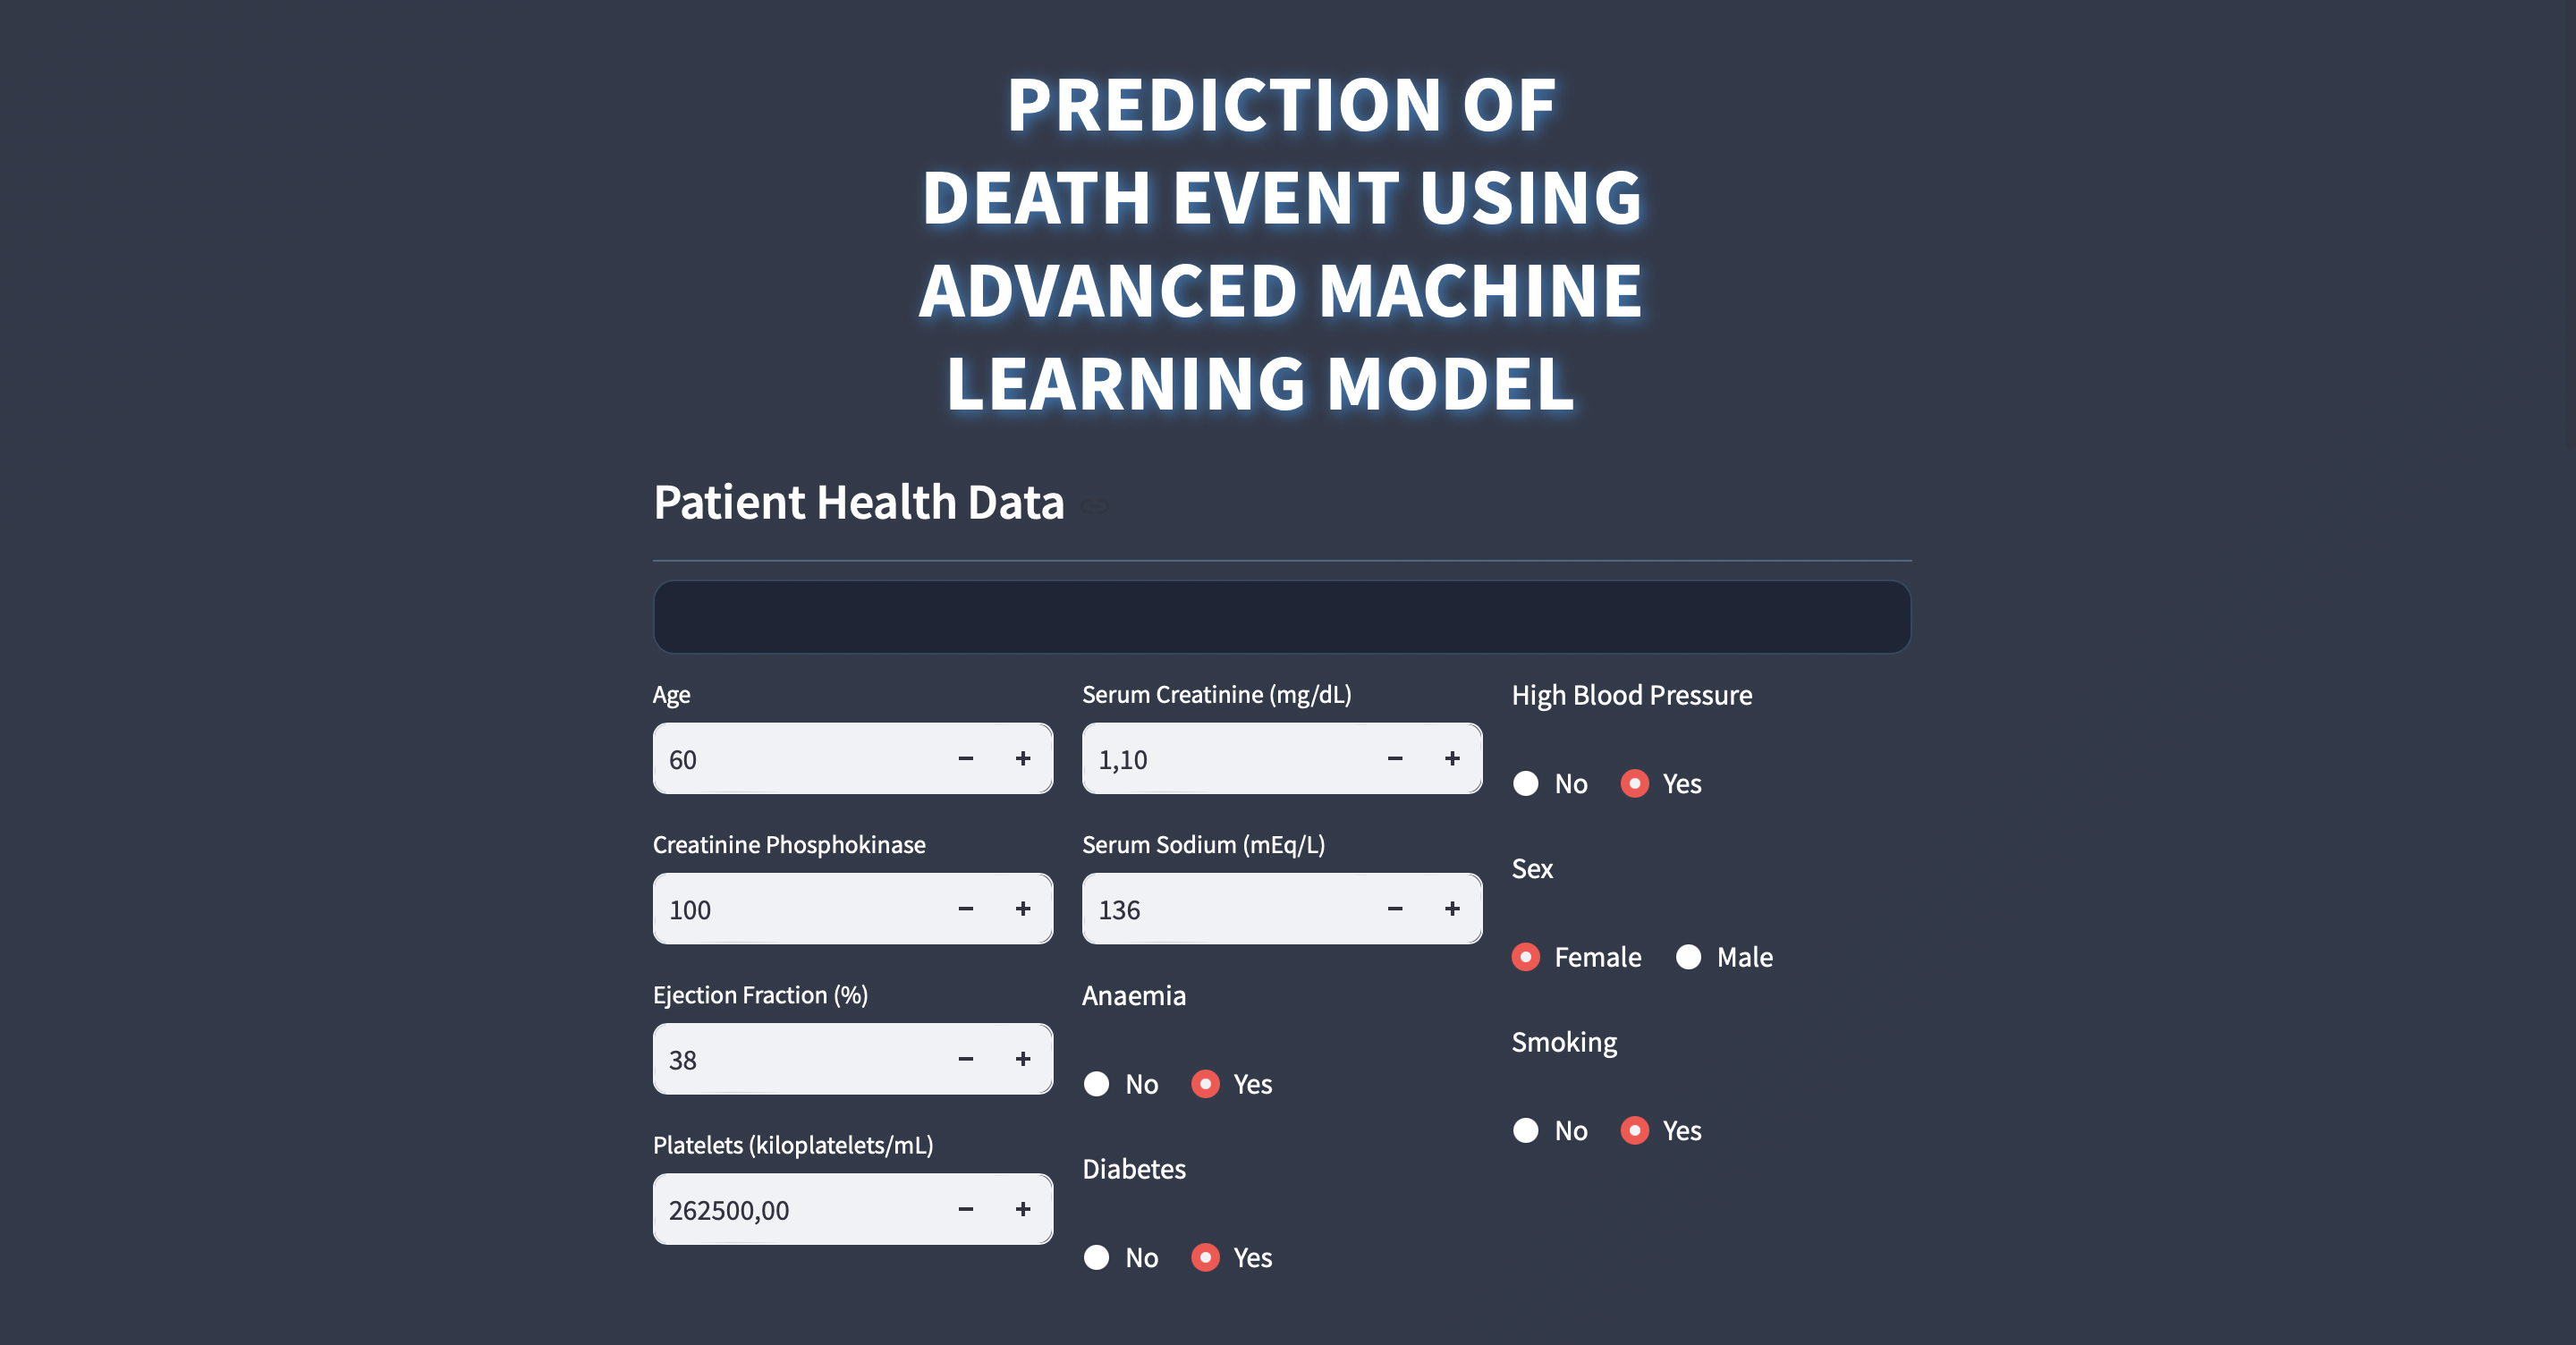 PREDICTION OF
DEATH EVENT USING
ADVANCED MACHINE
LEARNING MODEL
Patient Health Data
Age
60
Creatinine Phosphokinase
100
Ejection Fraction (%)
38
Platelets (kiloplatelets/mL)
262500,00
Serum Creatinine (mg/dL)
1,10
Serum Sodium (mEq/L)
136
Anaemia
No Yes
Diabetes
No Yes
High Blood Pressure
No Yes
Sex
Female Male
Smoking
No Yes